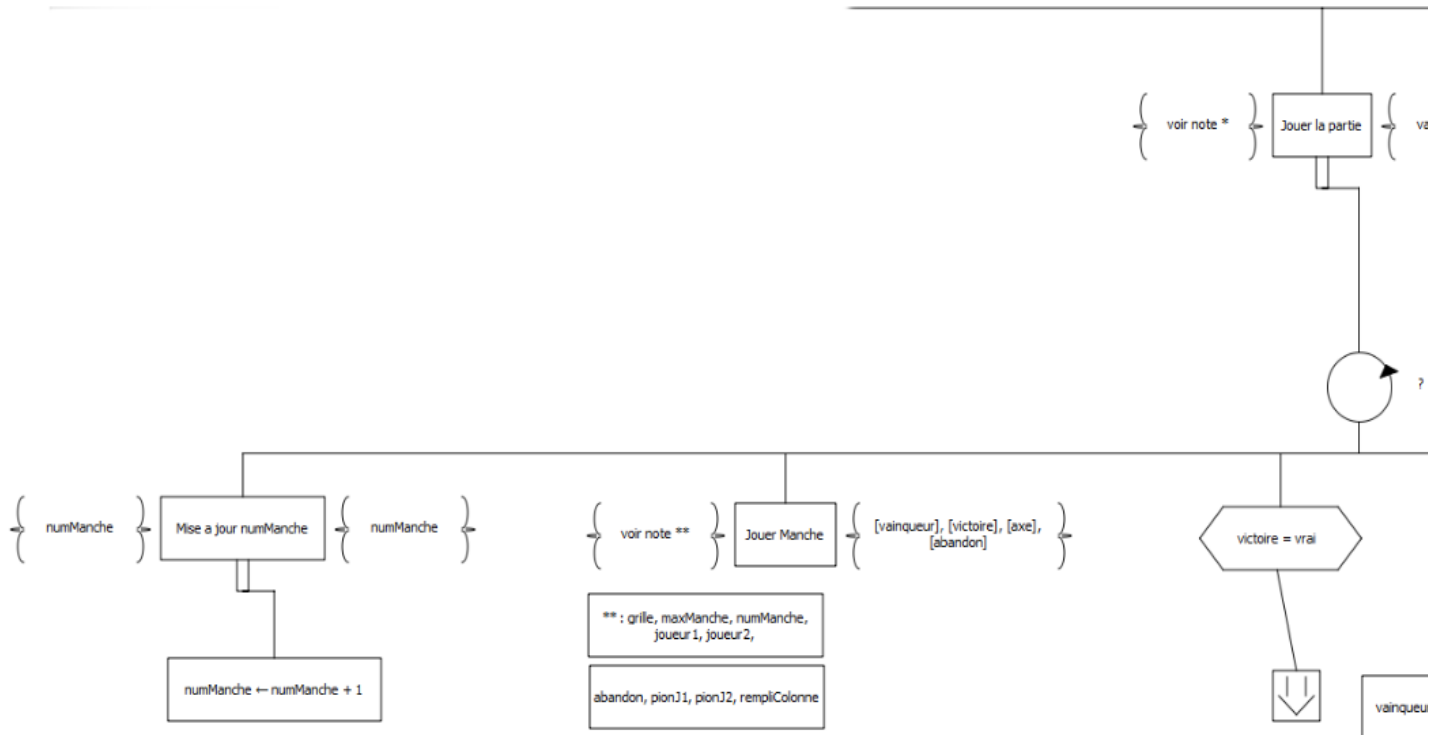 voir note *
Jouer la partie
?
numManche
Mise a jour numManche
numManche
voir note **
Jouer Manche
[vainqueur], [victoire], [axe],
[abandon]
victoire = vrai
** : grille, maxManche, numManche,
joueur1, joueur2,
numManche ← numManche + 1
abandon, pionJ1, pionJ2, rempliColonne
vainqueur